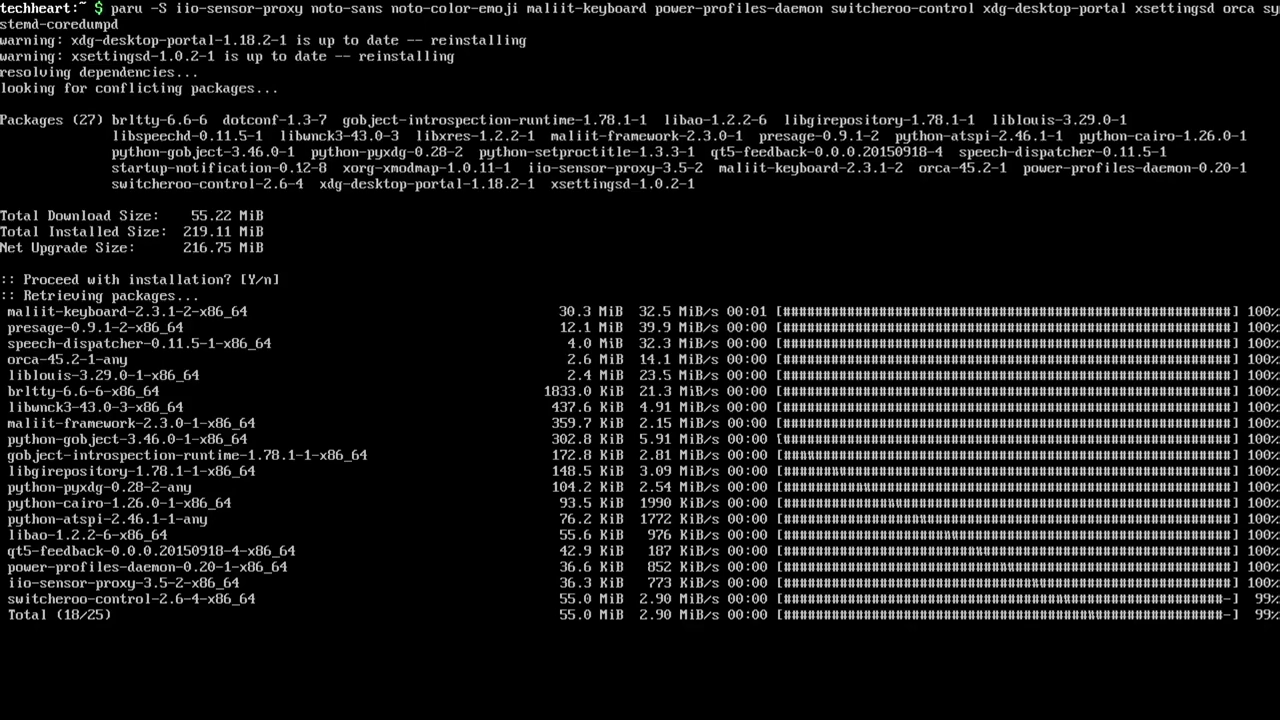 techheart:~ $ paru -S iio-sensor-proxy noto-sans noto-color-emoji maliit-keyboard power-profiles-daemon switcheroo-control xdg-desktop-portal xsettingsd orca sy
stemd-coredumpd
warning: xdg-desktop-portal-1.18.2-1 is up to date -- reinstalling
warning: xsettingsd-1.0.2-1 is up to date -- reinstalling
resolving dependencies...
looking for conflicting packages...
Packages (27) brltty-6.6-6  dotconf-1.3-7  gobject-introspection-runtime-1.78.1-1  libao-1.2.2-6  libgirepository-1.78.1-1  liblouis-3.29.0-1
libspeechd-0.11.5-1  libwnck3-43.0-3  libxres-1.2.2-1  maliit-framework-2.3.0-1  presage-0.9.1-2  python-atspi-2.46.1-1  python-cairo-1.26.0-1
python-gobject-3.46.0-1  python-pyxdg-0.28-2  python-setproctitle-1.3.3-1  qt5-feedback-0.0.0.20150918-4  speech-dispatcher-0.11.5-1
startup-notification-0.12-8  xorg-xmodmap-1.0.11-1  iio-sensor-proxy-3.5-2  maliit-keyboard-2.3.1-2  orca-45.2-1  power-profiles-daemon-0.20-1
switcheroo-control-2.6-4  xdg-desktop-portal-1.18.2-1  xsettingsd-1.0.2-1
Total Download Size:    55.22 MiB
Total Installed Size:  219.11 MiB
Net Upgrade Size:      216.75 MiB
:: Proceed with installation? [Y/n]
:: Retrieving packages...
maliit-keyboard-2.3.1-2-x86_64 30.3 MiB 32.5 MiB/s 00:01 [########################################################] 100%
presage-0.9.1-2-x86_64 12.1 MiB 39.9 MiB/s 00:00 [########################################################] 100%
speech-dispatcher-0.11.5-1-x86_64 4.0 MiB 32.3 MiB/s 00:00 [########################################################] 100%
orca-45.2-1-any 2.6 MiB 14.1 MiB/s 00:00 [########################################################] 100%
liblouis-3.29.0-1-x86_64 2.4 MiB 23.5 MiB/s 00:00 [########################################################] 100%
brltty-6.6-6-x86_64 1833.0 KiB 21.3 MiB/s 00:00 [########################################################] 100%
libwnck3-43.0-3-x86_64 437.6 KiB 4.91 MiB/s 00:00 [########################################################] 100%
maliit-framework-2.3.0-1-x86_64 359.7 KiB 2.15 MiB/s 00:00 [########################################################] 100%
python-gobject-3.46.0-1-x86_64 302.8 KiB 5.91 MiB/s 00:00 [########################################################] 100%
gobject-introspection-runtime-1.78.1-1-x86_64 172.8 KiB 2.81 MiB/s 00:00 [########################################################] 100%
libgirepository-1.78.1-1-x86_64 148.5 KiB 3.09 MiB/s 00:00 [########################################################] 100%
python-pyxdg-0.28-2-any 104.2 KiB 2.54 MiB/s 00:00 [########################################################] 100%
python-cairo-1.26.0-1-x86_64 93.5 KiB 1990 KiB/s 00:00 [########################################################] 100%
python-atspi-2.46.1-1-any 76.2 KiB 1772 KiB/s 00:00 [########################################################] 100%
libao-1.2.2-6-x86_64 55.6 KiB 976 KiB/s 00:00 [########################################################] 100%
qt5-feedback-0.0.0.20150918-4-x86_64 42.9 KiB 187 KiB/s 00:00 [########################################################] 100%
power-profiles-daemon-0.20-1-x86_64 36.6 KiB 852 KiB/s 00:00 [########################################################] 100%
iio-sensor-proxy-3.5-2-x86_64 36.3 KiB 773 KiB/s 00:00 [########################################################] 100%
switcheroo-control-2.6-4-x86_64 55.0 MiB 2.90 MiB/s 00:00 [#######################################################-] 99%
Total (18/25) 55.0 MiB 2.90 MiB/s 00:00 [#######################################################-] 99%